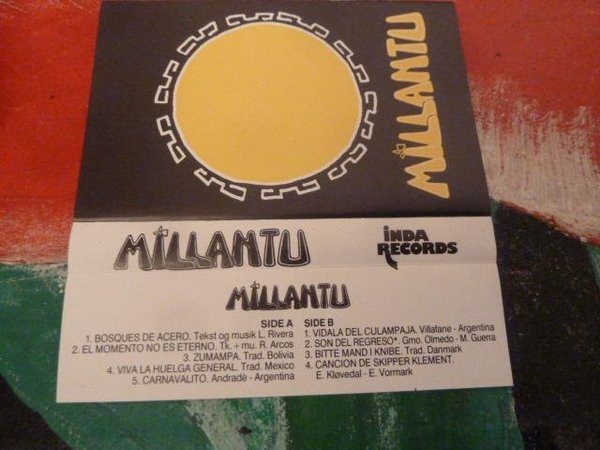 MILLANTU
MILLANTU
INDA
RECORDS
MILLANTU
SIDE A
1. BOSQUES DE ACERO. Tekst og musik L. Rivera
2. EL MOMENTO NO ES ETERNO. Tk. + mu. R. Arcos
3. ZUMAMPA. Trad. Bolivia
4. VIVA LA HUELGA GENERAL. Trad. Mexico
5. CARNAVALITO. Andrade - Argentina
SIDE B
1. VIDALA DEL CULAMPAJA. Villafane - Argentina
2. SON DEL REGRESO*. Gmo. Olmedo - M. Guerra
3. BITTE MAND I KNIBE. Trad. Danmark
4. CANCION DE SKIPPER KLEMENT.
E. Kløvedal - E. Vormark